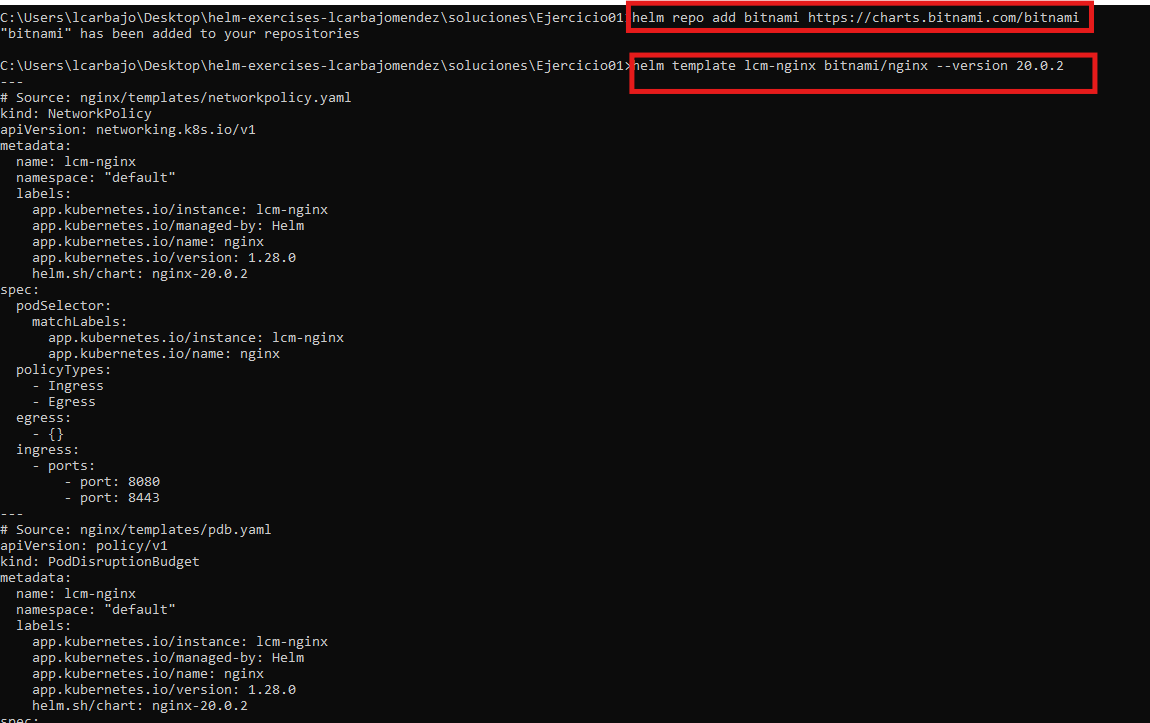 C:\Users\lcarbajo\Desktop\helm-exercises-lcarbajomendez\soluciones\Ejercicio01>helm repo add bitnami https://charts.bitnami.com/bitnami
"bitnami" has been added to your repositories
C:\Users\lcarbajo\Desktop\helm-exercises-lcarbajomendez\soluciones\Ejercicio01>helm template lcm-nginx bitnami/nginx --version 20.0.2
---
# Source: nginx/templates/networkpolicy.yaml
kind: NetworkPolicy
apiVersion: networking.k8s.io/v1
metadata:
  name: lcm-nginx
  namespace: "default"
  labels:
    app.kubernetes.io/instance: lcm-nginx
    app.kubernetes.io/managed-by: Helm
    app.kubernetes.io/name: nginx
    app.kubernetes.io/version: 1.28.0
    helm.sh/chart: nginx-20.0.2
spec:
  podSelector:
    matchLabels:
      app.kubernetes.io/instance: lcm-nginx
      app.kubernetes.io/name: nginx
  policyTypes:
    - Ingress
    - Egress
  egress:
    - {}
  ingress:
    - ports:
        - port: 8080
        - port: 8443
---
# Source: nginx/templates/pdb.yaml
apiVersion: policy/v1
kind: PodDisruptionBudget
metadata:
  name: lcm-nginx
  namespace: "default"
  labels:
    app.kubernetes.io/instance: lcm-nginx
    app.kubernetes.io/managed-by: Helm
    app.kubernetes.io/name: nginx
    app.kubernetes.io/version: 1.28.0
    helm.sh/chart: nginx-20.0.2
spec: